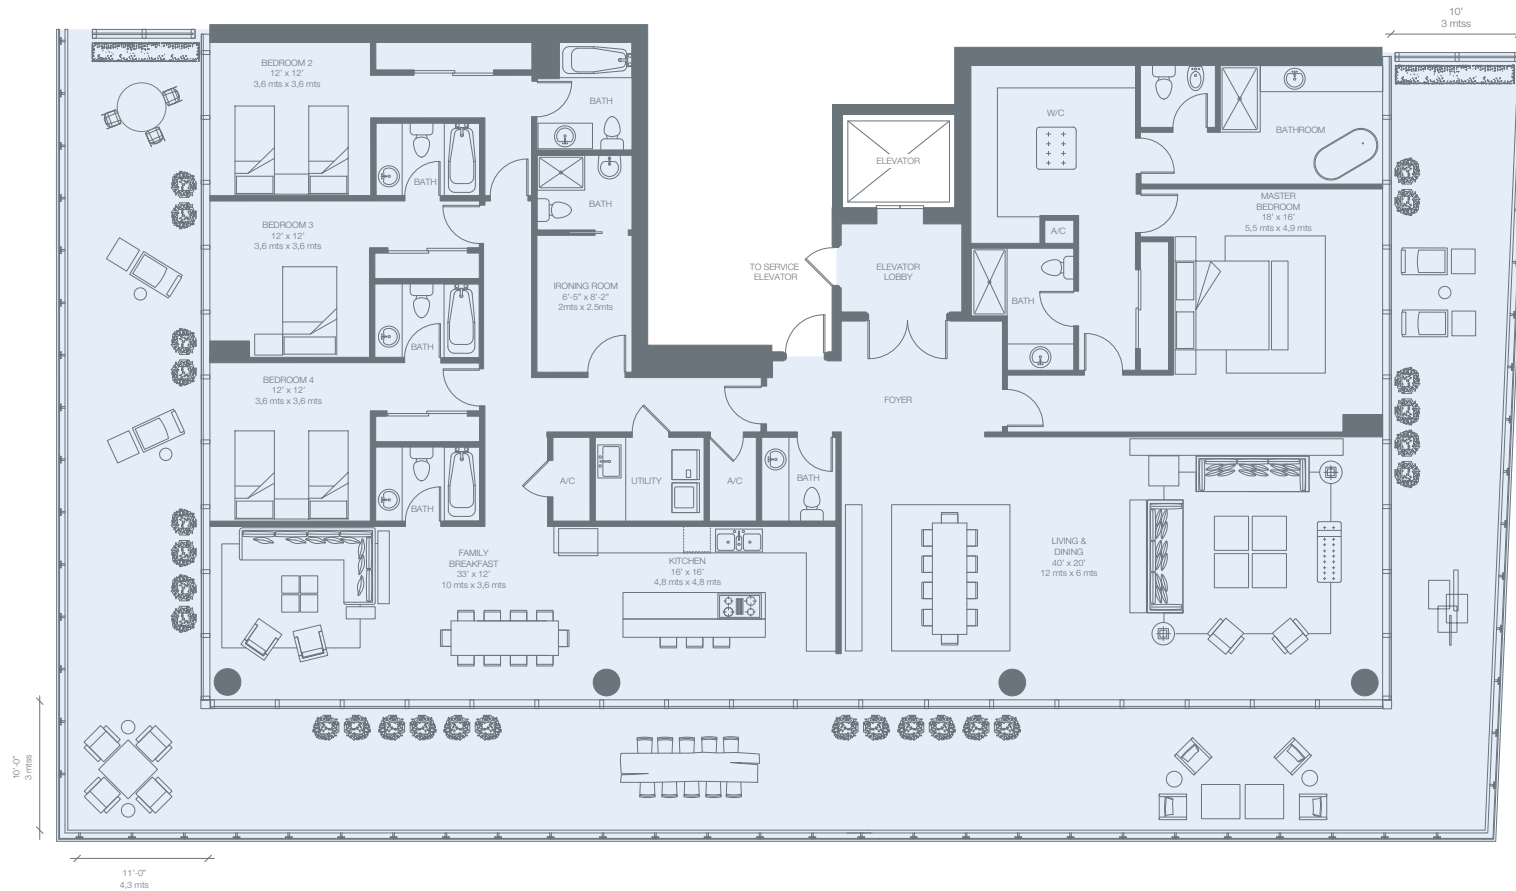 10'
3 mtss
BEDROOM 2
12' x 12'
3,6 mts x 3,6 mts
BATH
BATH
BATH
BEDROOM 3
12' x 12'
3,6 mts x 3,6 mts
IRONING ROOM
6'-5" x 8'-2"
2mts x 2.5mts
BATH
BEDROOM 4
12' x 12'
3,6 mts x 3,6 mts
BATH
ELEVATOR
TO SERVICE
ELEVATOR
ELEVATOR
LOBBY
W/C
BATHROOM
A/C
MASTER
BEDROOM
18' x 16'
5,5 mts x 4,9 mts
BATH
FOYER
A/C
UTILITY
A/C
BATH
FAMILY
BREAKFAST
33' x 12'
10 mts x 3,6 mts
KITCHEN
16' x 16'
4,8 mts x 4,8 mts
LIVING &
DINING
40' x 20'
12 mts x 6 mts
10'-0"
3 mtss
11'-0"
4,3 mts